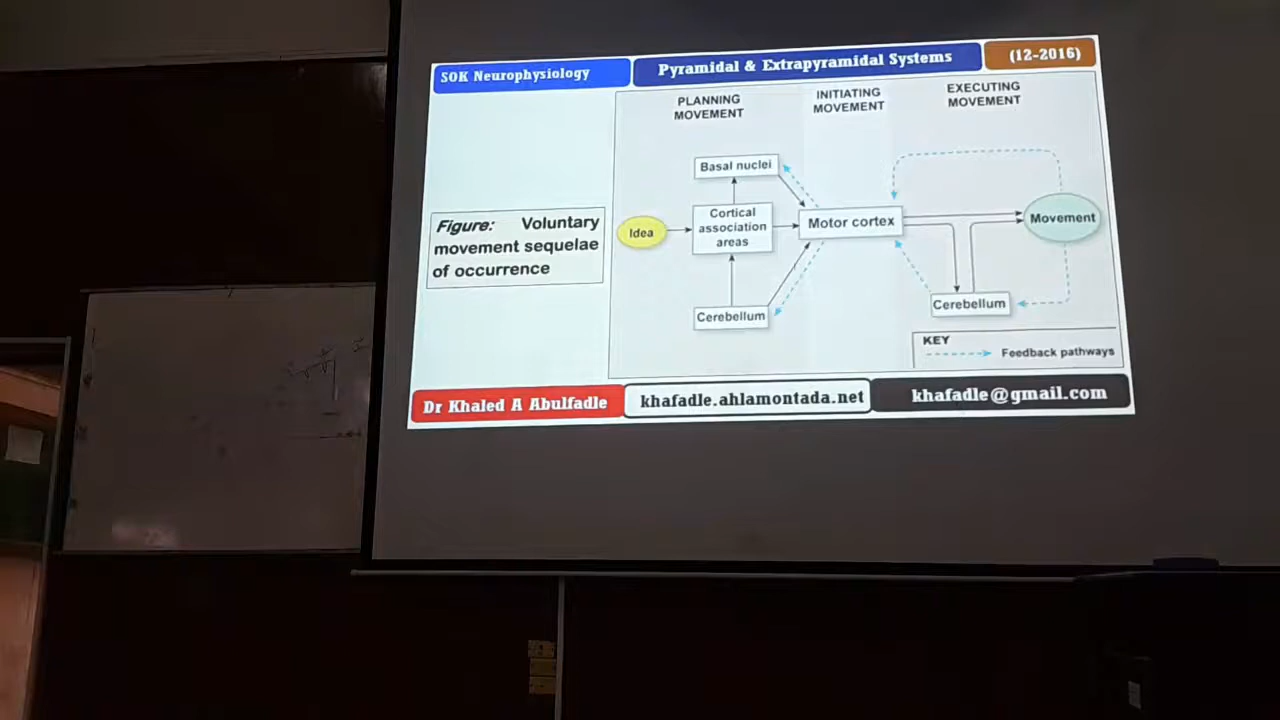 SOK Neurophysiology
Pyramidal & Extrapyramidal Systems
(12-2016)
Figure: Voluntary
movement sequelae
of occurrence
PLANNING
MOVEMENT
INITIATING
MOVEMENT
EXECUTING
MOVEMENT
Basal nuclei
Idea
Cortical
association
areas
Motor cortex
Movement
Cerebellum
Cerebellum
KEY
Feedback pathways
Dr Khaled A Abulfadle
khafadle.ahlamontada.net
khafadle@gmail.com